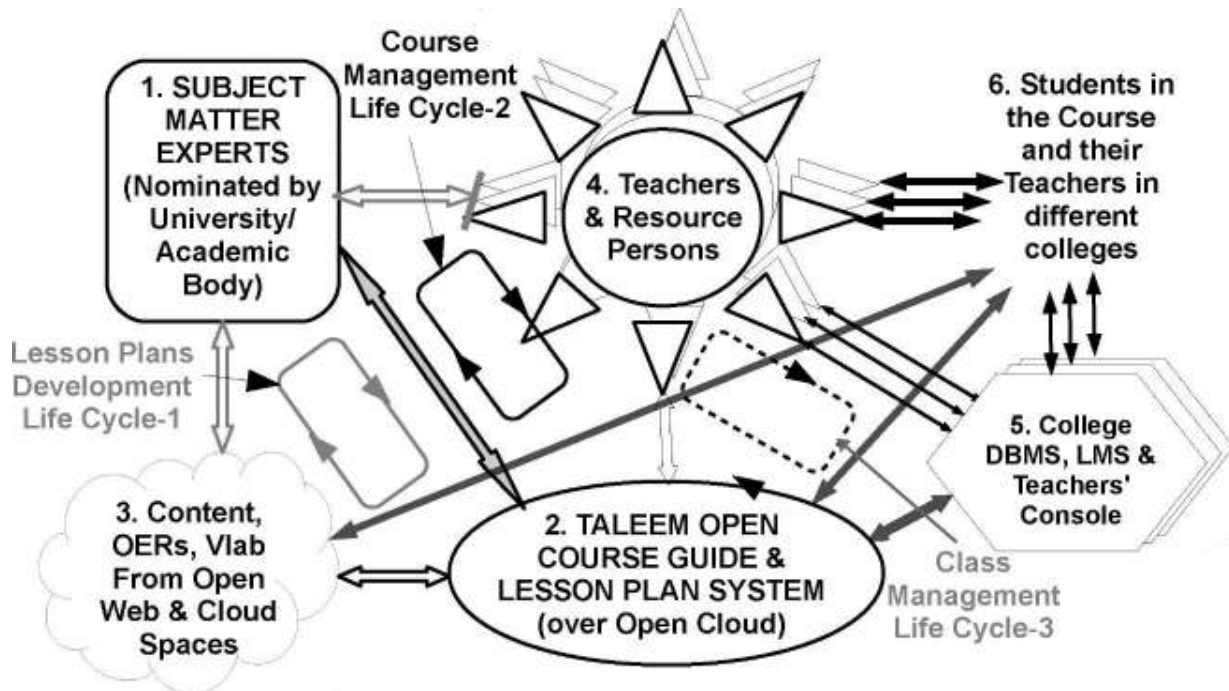 1. SUBJECT
MATTER
EXPERTS
(Nominated by
University/
Academic
Body)
Course
Management
Life Cycle-2
4. Teachers
& Resource
Persons
6. Students in
the Course
and their
Teachers in
different
colleges
Lesson Plans
Development
Life Cycle-1
3. Content,
OERs, Vlab
From Open
Web & Cloud
Spaces
2. TALEEM OPEN
COURSE GUIDE &
LESSON PLAN SYSTEM
(over Open Cloud)
5. College
DBMS, LMS &
Teachers'
Console
Class
Management
Life Cycle-3